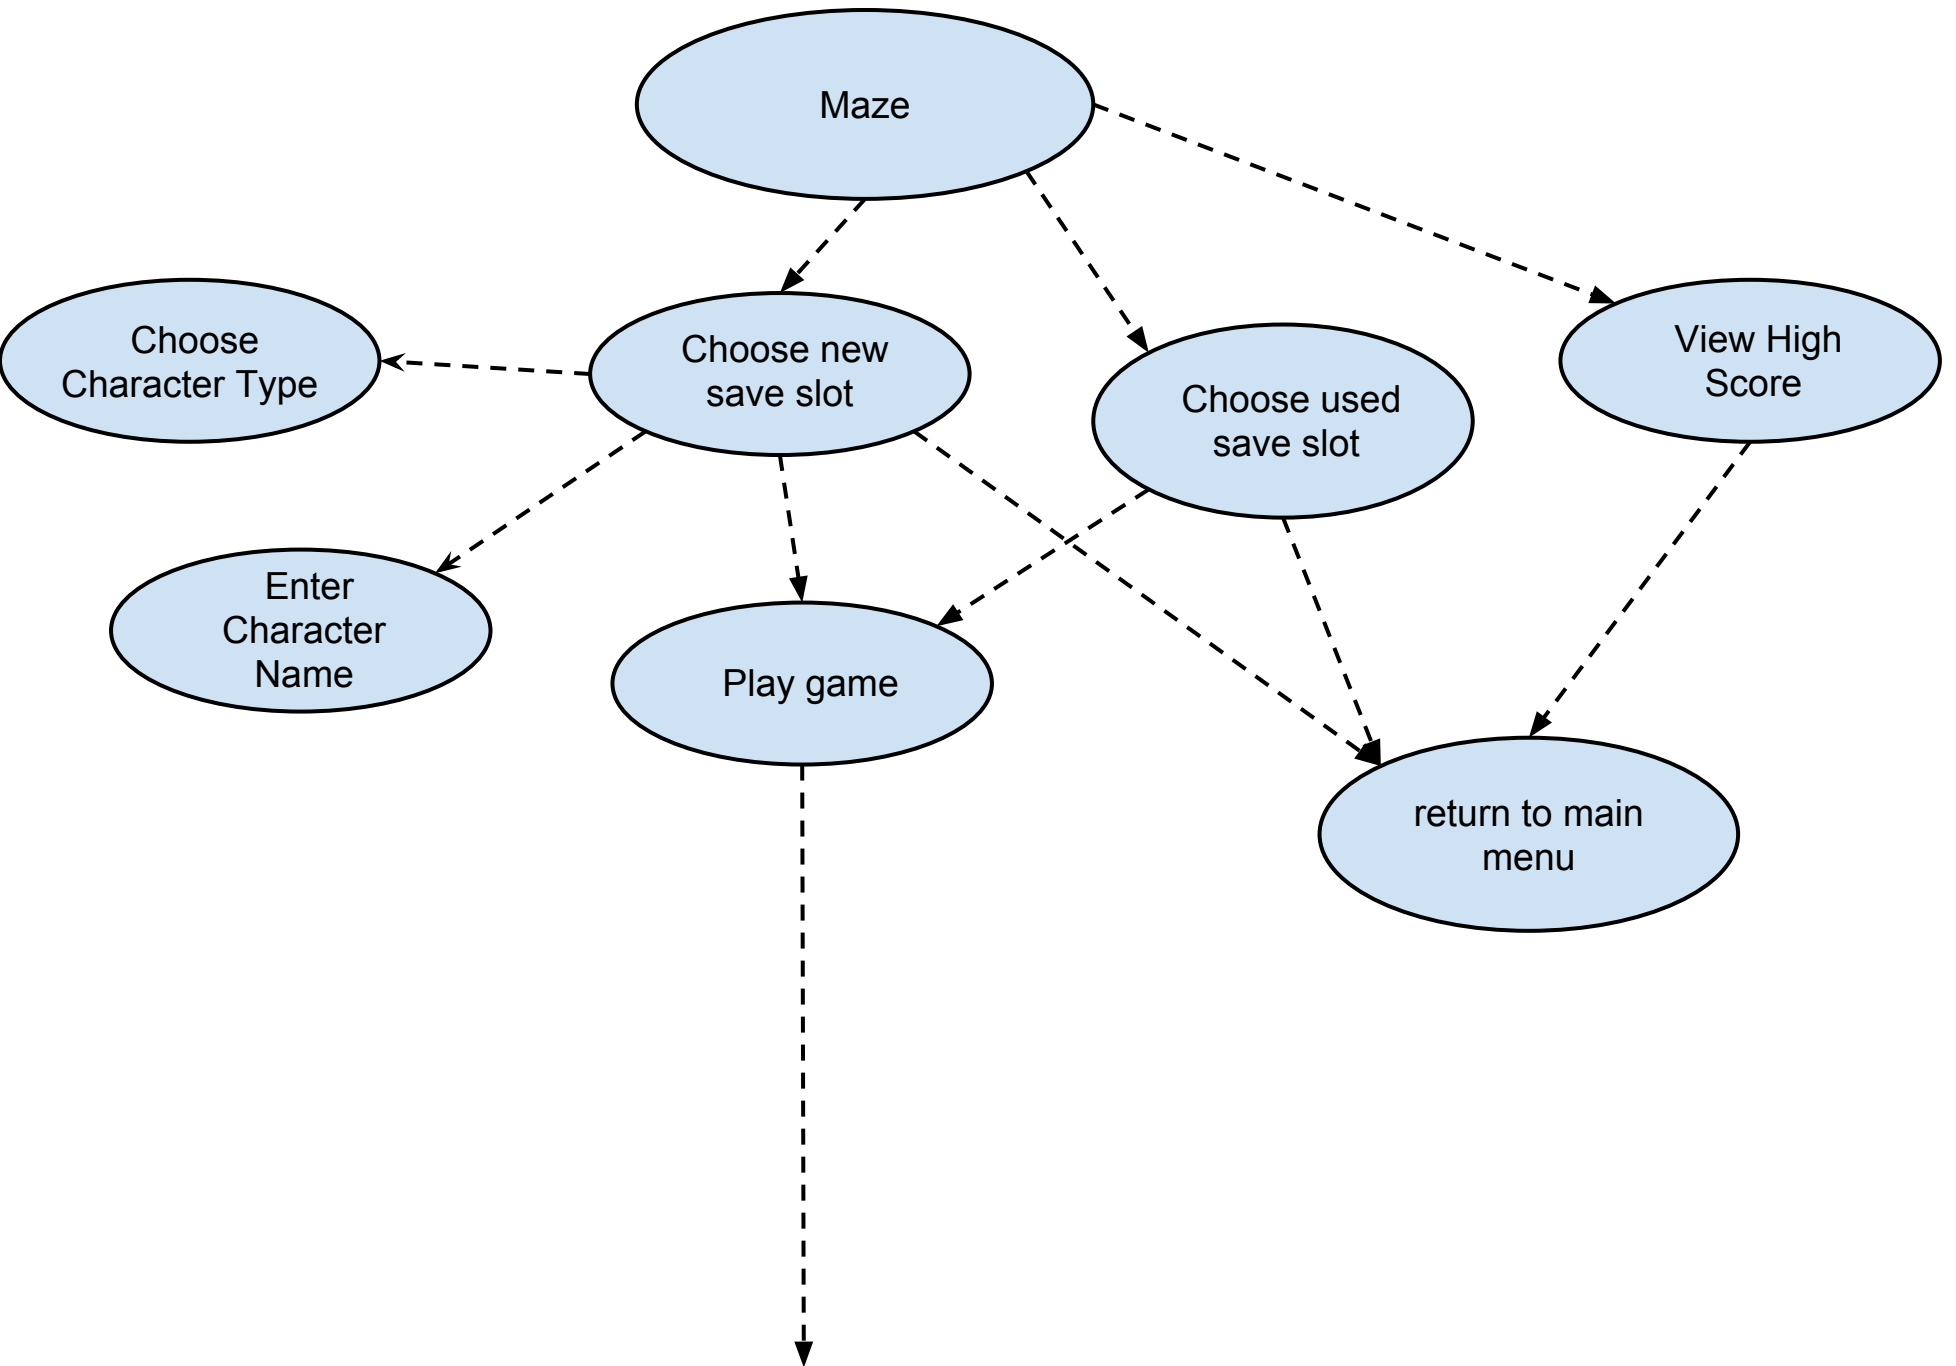 Maze
Choose
Character Type
Choose new
save slot
Choose used
save slot
View High
Score
Enter
Character
Name
Play game
return to main
menu